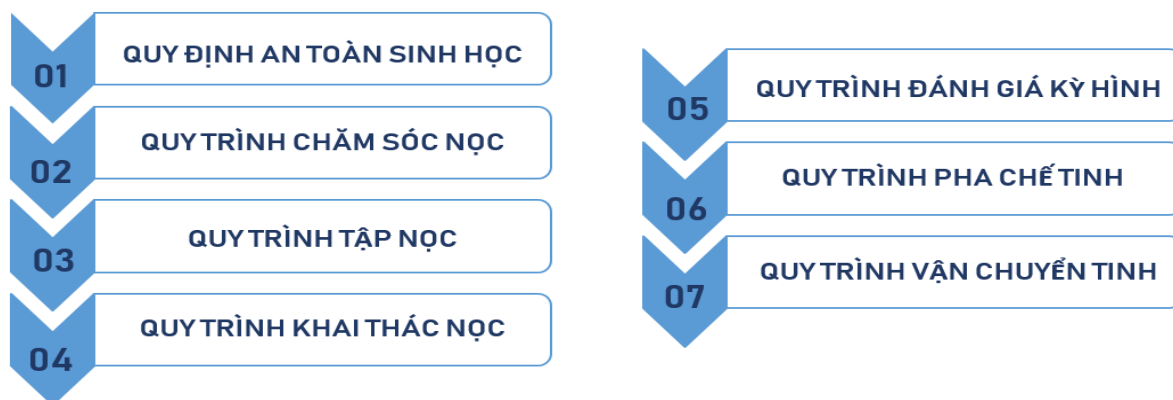 01 QUY ĐỊNH AN TOÀN SINH HỌC
02 QUY TRÌNH CHĂM SÓC NỌC
03 QUY TRÌNH TẬP NỌC
04 QUY TRÌNH KHAI THÁC NỌC
05 QUY TRÌNH ĐÁNH GIÁ KỲ HÌNH
06 QUY TRÌNH PHA CHẾ TINH
07 QUY TRÌNH VẬN CHUYỂN TINH